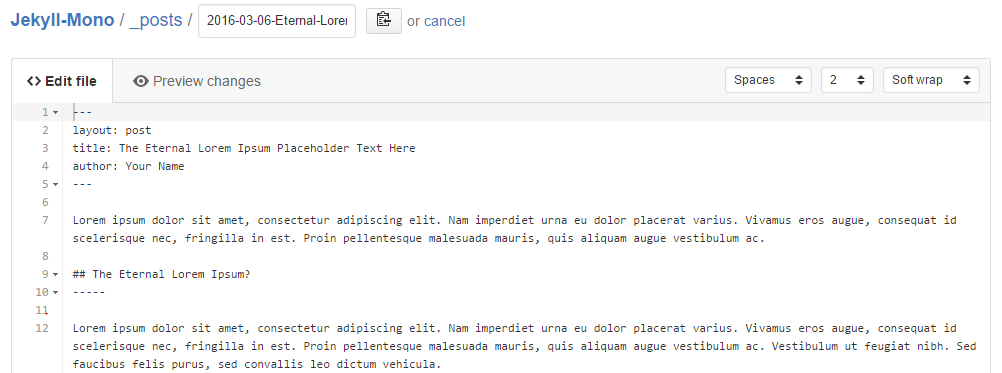 Jekyll-Mono / _posts / 2016-03-06-Eternal-Lorer or cancel
Edit file Preview changes Spaces 2 Soft wrap
1 ---
2 layout: post
3 title: The Eternal Lorem Ipsum Placeholder Text Here
4 author: Your Name
5 ---
6
7 Lorem ipsum dolor sit amet, consectetur adipiscing elit. Nam imperdiet urna eu dolor placerat varius. Vivamus eros augue, consequat id
scelerisque nec, fringilla in est. Proin pellentesque malesuada mauris, quis aliquam augue vestibulum ac.
8
9 ## The Eternal Lorem Ipsum?
10 -----
11
12 Lorem ipsum dolor sit amet, consectetur adipiscing elit. Nam imperdiet urna eu dolor placerat varius. Vivamus eros augue, consequat id
scelerisque nec, fringilla in est. Proin pellentesque malesuada mauris, quis aliquam augue vestibulum ac. Vestibulum ut feugiat nibh. Sed
faucibus felis purus, sed convallis leo dictum vehicula.